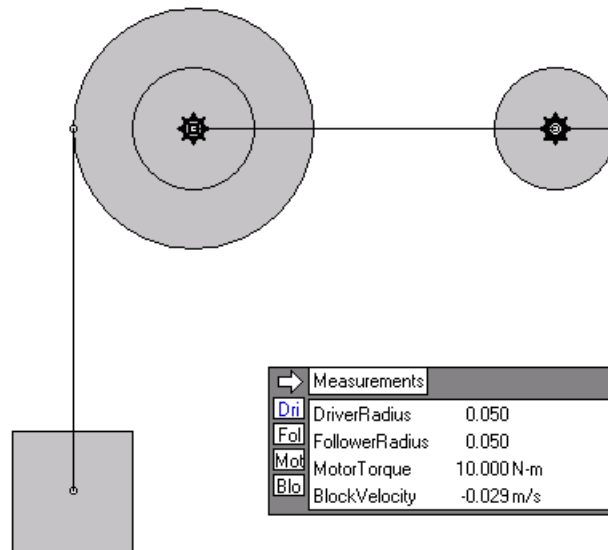 Measurements
Dri DriverRadius 0.050
Fol FollowerRadius 0.050
Mot MotorTorque 10.000 N-m
Blo BlockVelocity -0.029 m/s